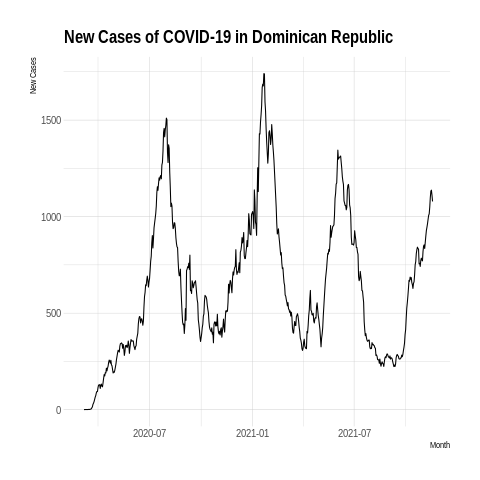 New Cases of COVID-19 in Dominican Republic
New Cases
1500
1000
500
0
2020-07
2021-01
2021-07
Month